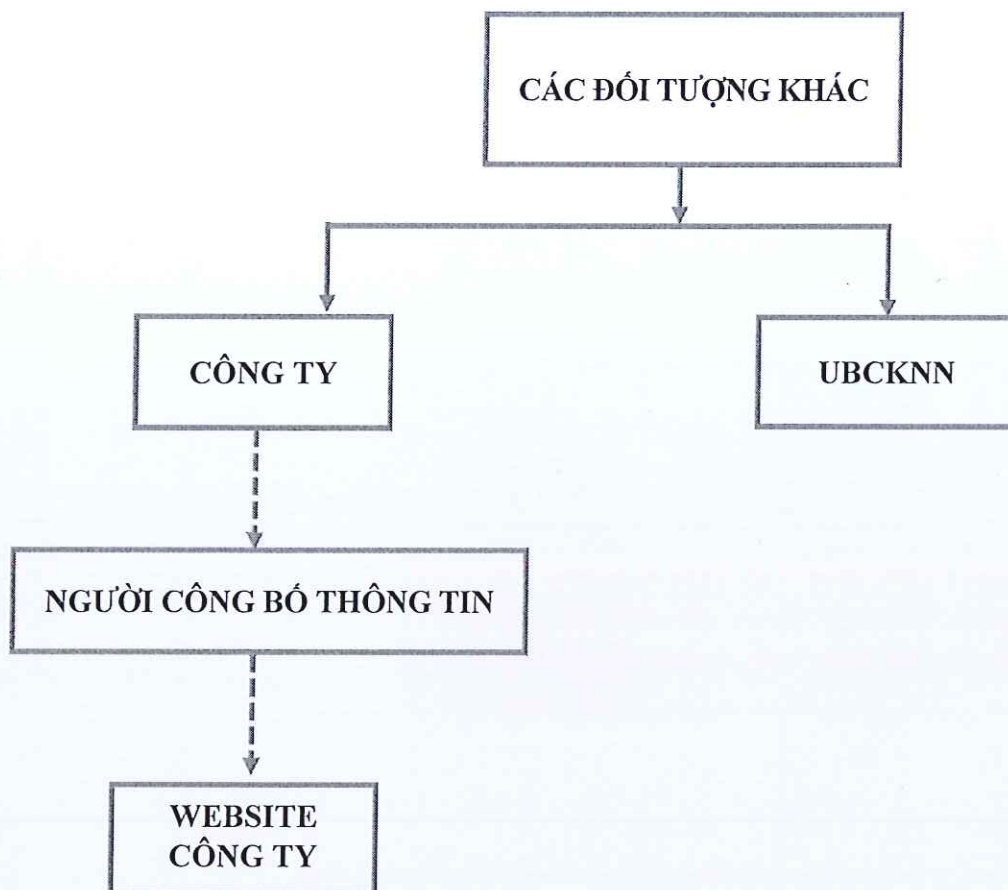 CÁC ĐỐI TƯỢNG KHÁC
CÔNG TY
UBCKNN
NGƯỜI CÔNG BỐ THÔNG TIN
WEBSITE
CÔNG TY